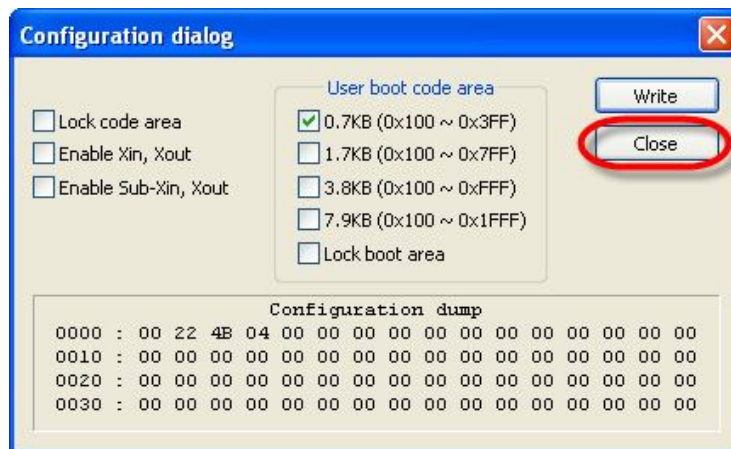 Configuration dialog
User boot code area
Write
Lock code area
0.7KB (0x100 ~ 0x3FF)
Close
Enable Xin, Xout
1.7KB (0x100 ~ 0x7FF)
Enable Sub-Xin, Xout
3.8KB (0x100 ~ 0xFFF)
7.9KB (0x100 ~ 0x1FFF)
Lock boot area
Configuration dump
0000 : 00 22 4B 04 00 00 00 00 00 00 00 00 00 00 00 00
0010 : 00 00 00 00 00 00 00 00 00 00 00 00 00 00 00 00
0020 : 00 00 00 00 00 00 00 00 00 00 00 00 00 00 00 00
0030 : 00 00 00 00 00 00 00 00 00 00 00 00 00 00 00 00